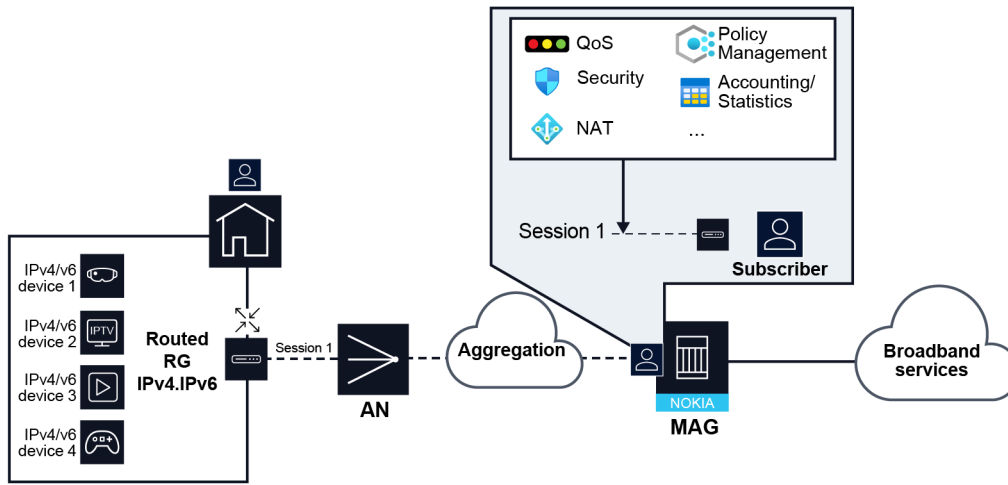 QoS
Policy
Management
Security
Accounting/
Statistics
NAT
...
Session 1
Subscriber
IPv4/v6
device 1
IPv4/v6
device 2
IPTV
IPv4/v6
device 3
IPv4/v6
device 4
Routed
RG
IPv4.IPv6
Session 1
AN
Aggregation
NOKIA
MAG
Broadband
services